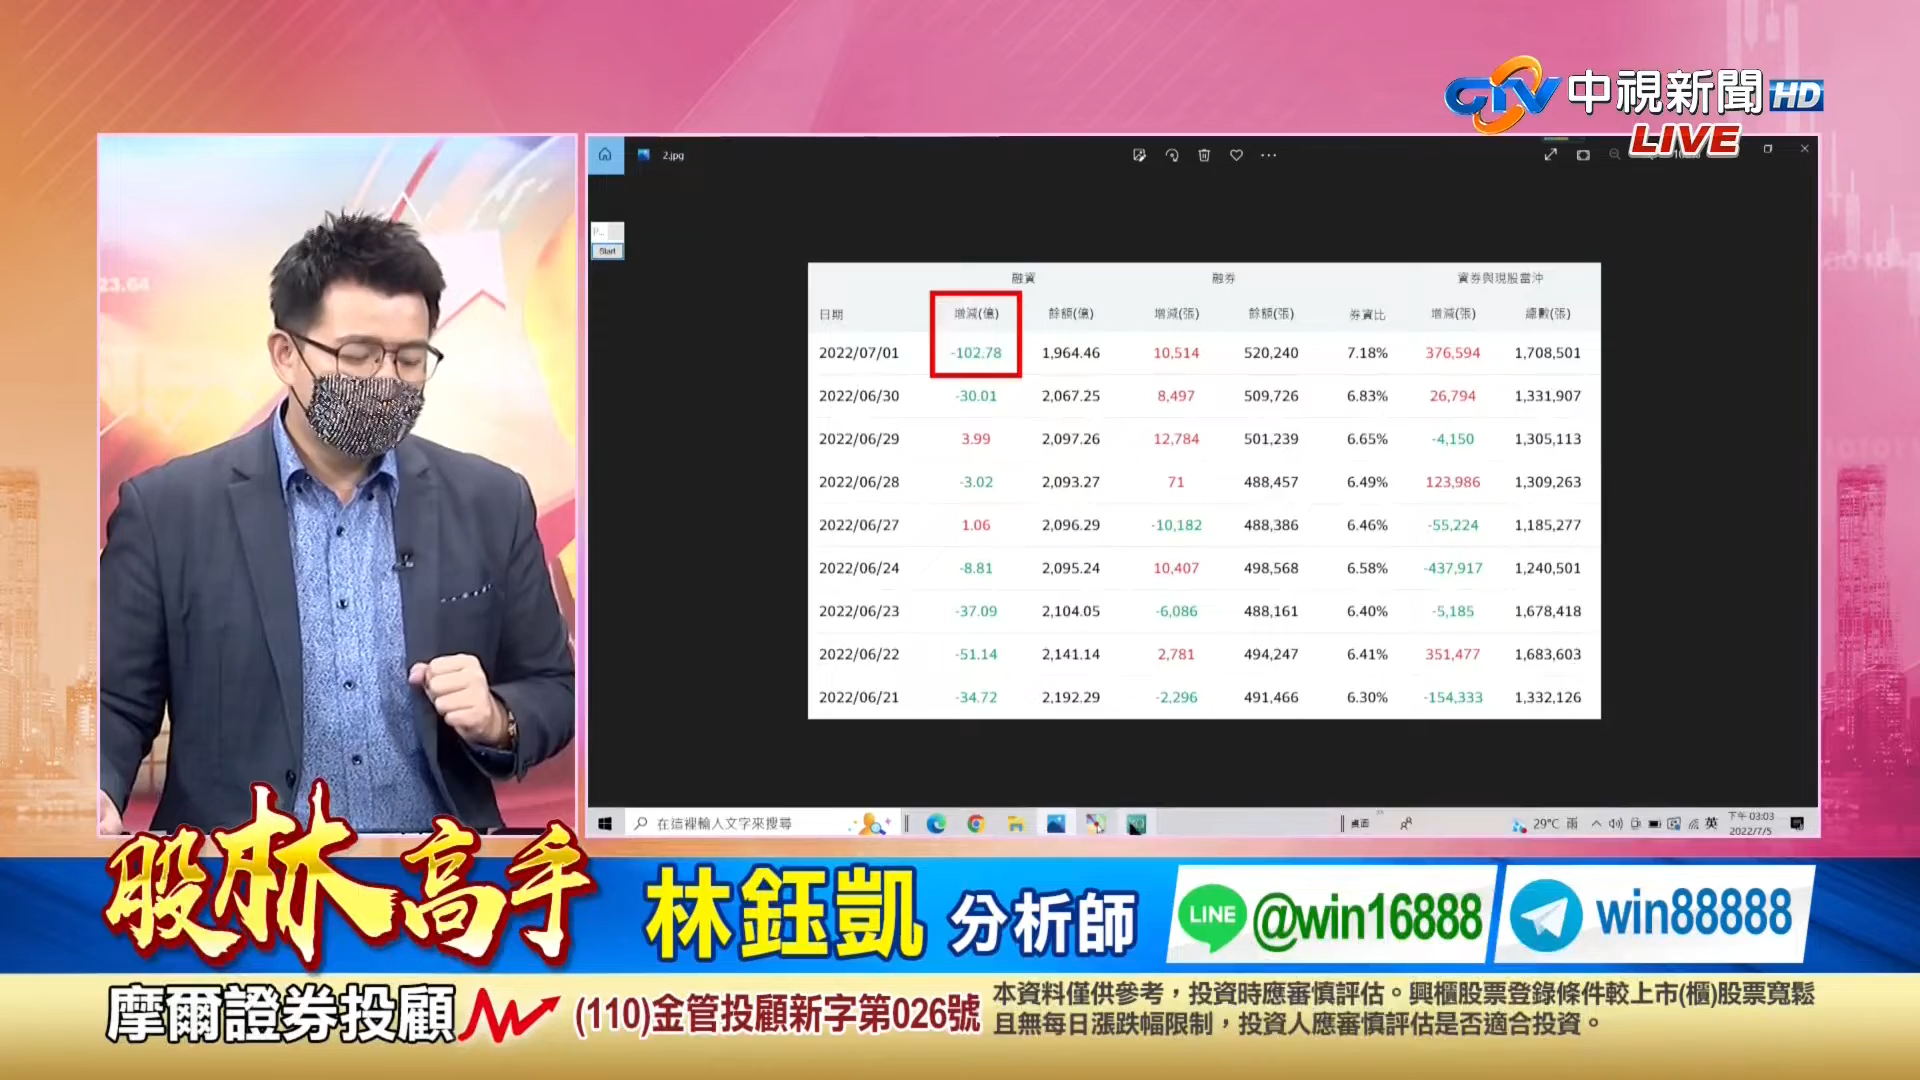 CTV 中視新聞 HD
LIVE
23.64
2.jpg
P...
Start
融資 融券 資券與現股當沖
日期 增減(億) 餘額(億) 增減(張) 餘額(張) 券資比 增減(張) 總數(張)
2022/07/01 -102.78 1,964.46 10,514 520,240 7.18% 376,594 1,708,501
2022/06/30 -30.01 2,067.25 8,497 509,726 6.83% 26,794 1,331,907
2022/06/29 3.99 2,097.26 12,784 501,239 6.65% -4,150 1,305,113
2022/06/28 -3.02 2,093.27 71 488,457 6.49% 123,986 1,309,263
2022/06/27 1.06 2,096.29 -10,182 488,386 6.46% -55,224 1,185,277
2022/06/24 -8.81 2,095.24 10,407 498,568 6.58% -437,917 1,240,501
2022/06/23 -37.09 2,104.05 -6,086 488,161 6.40% -5,185 1,678,418
2022/06/22 -51.14 2,141.14 2,781 494,247 6.41% 351,477 1,683,603
2022/06/21 -34.72 2,192.29 -2,296 491,466 6.30% -154,333 1,332,126
在這裡輸入文字來搜尋 桌面 29°C 雨 英 下午 03:03
2022/7/5
股林高手 林鈺凱 分析師 LINE @win16888 win88888
摩爾證券投顧 (110)金管投顧新字第026號
本資料僅供參考，投資時應審慎評估。興櫃股票登錄條件較上市(櫃)股票寬鬆
且無每日漲跌幅限制，投資人應審慎評估是否適合投資。